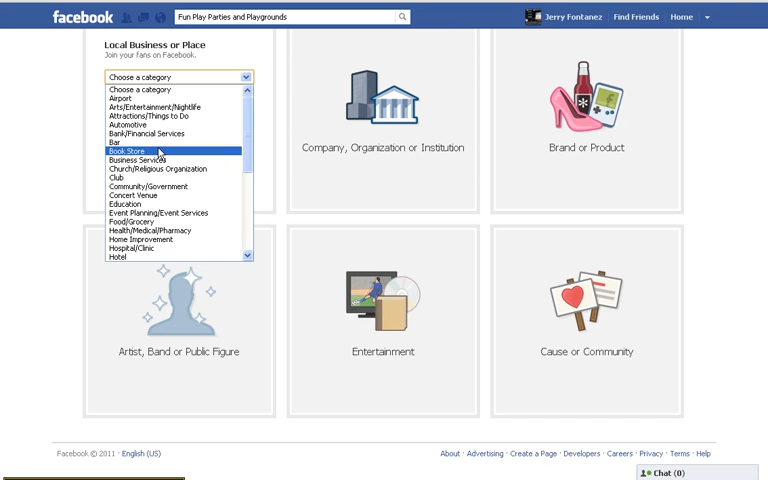 facebook
Fun Play Parties and Playgrounds
Jerry Fontanez
Find Friends
Home
Local Business or Place
Join your fans on Facebook.
Choose a category
Choose a category
Airport
Arts/Entertainment/Nightlife
Attractions/Things to Do
Automotive
Bank/Financial Services
Bar
Book Store
Business Services
Church/Religious Organization
Club
Community/Government
Concert Venue
Education
Event Planning/Event Services
Food/Grocery
Health/Medical/Pharmacy
Home Improvement
Hospital/Clinic
Hotel
Company, Organization or Institution
Brand or Product
Artist, Band or Public Figure
Entertainment
Cause or Community
Facebook © 2011 · English (US)
About · Advertising · Create a Page · Developers · Careers · Privacy · Terms · Help
Chat (0)